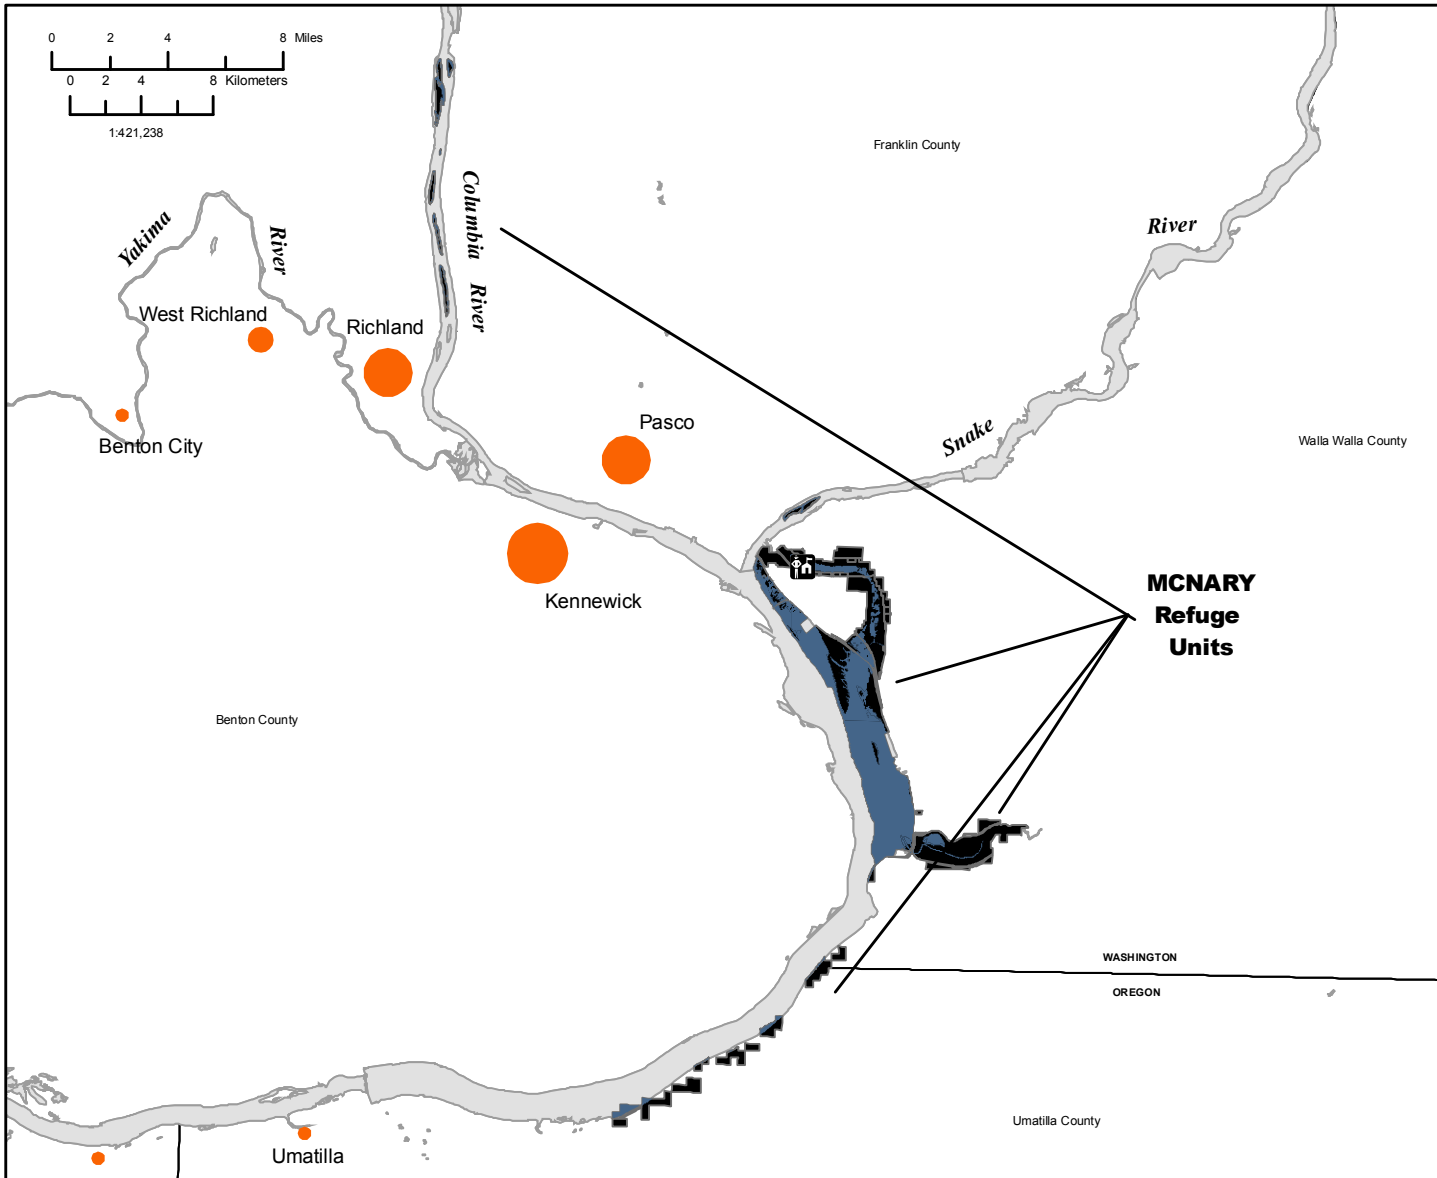 0 2 4 8 Miles
0 2 4 8 Kilometers
1:421,238
Franklin County
Columbia River
Yakima River
River
Snake
West Richland
Richland
Pasco
Benton City
Walla Walla County
Kennewick
MCNARY
Refuge
Units
Benton County
WASHINGTON
OREGON
Umatilla County
Umatilla